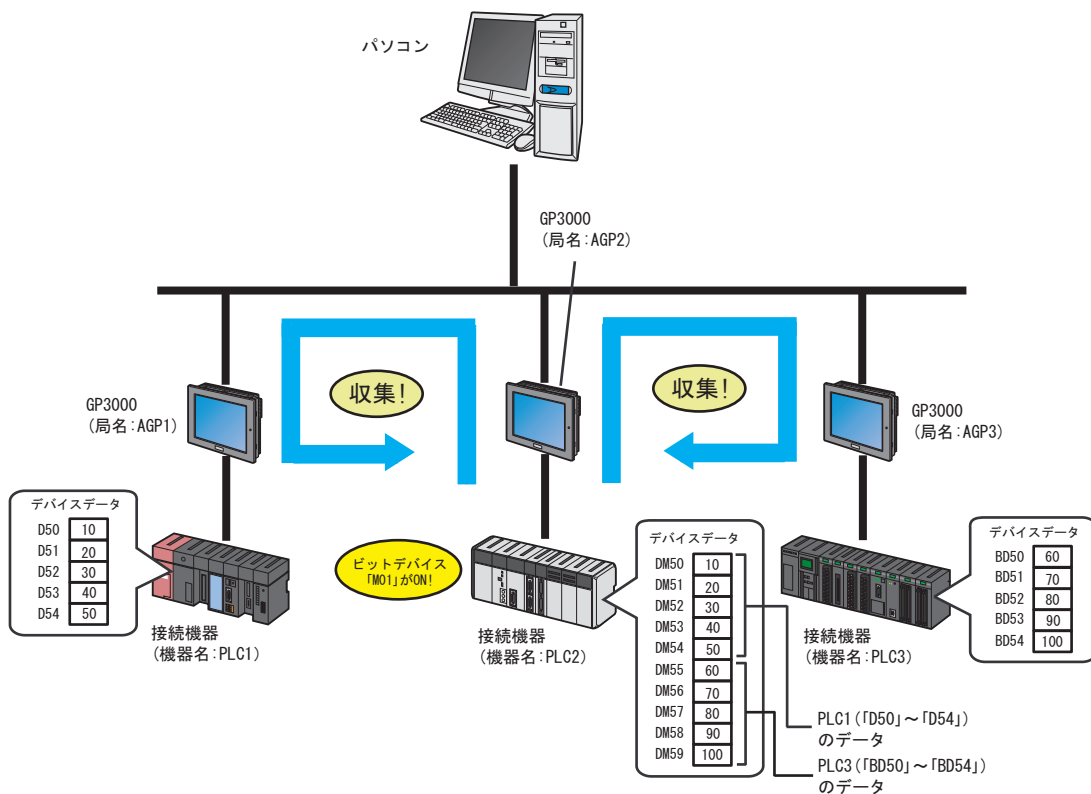 パソコン
GP3000
(局名:AGP2)
収集!
収集!
GP3000
(局名:AGP1)
GP3000
(局名:AGP3)
デバイスデータ
D50 10
D51 20
D52 30
D53 40
D54 50
接続機器
(機器名:PLC1)
ビットデバイス
「M01」がON!
接続機器
(機器名:PLC2)
デバイスデータ
DM50 10
DM51 20
DM52 30
DM53 40
DM54 50
DM55 60
DM56 70
DM57 80
DM58 90
DM59 100
接続機器
(機器名:PLC3)
デバイスデータ
BD50 60
BD51 70
BD52 80
BD53 90
BD54 100
PLC1(「D50」~「D54」)
のデータ
PLC3(「BD50」~「BD54」)
のデータ